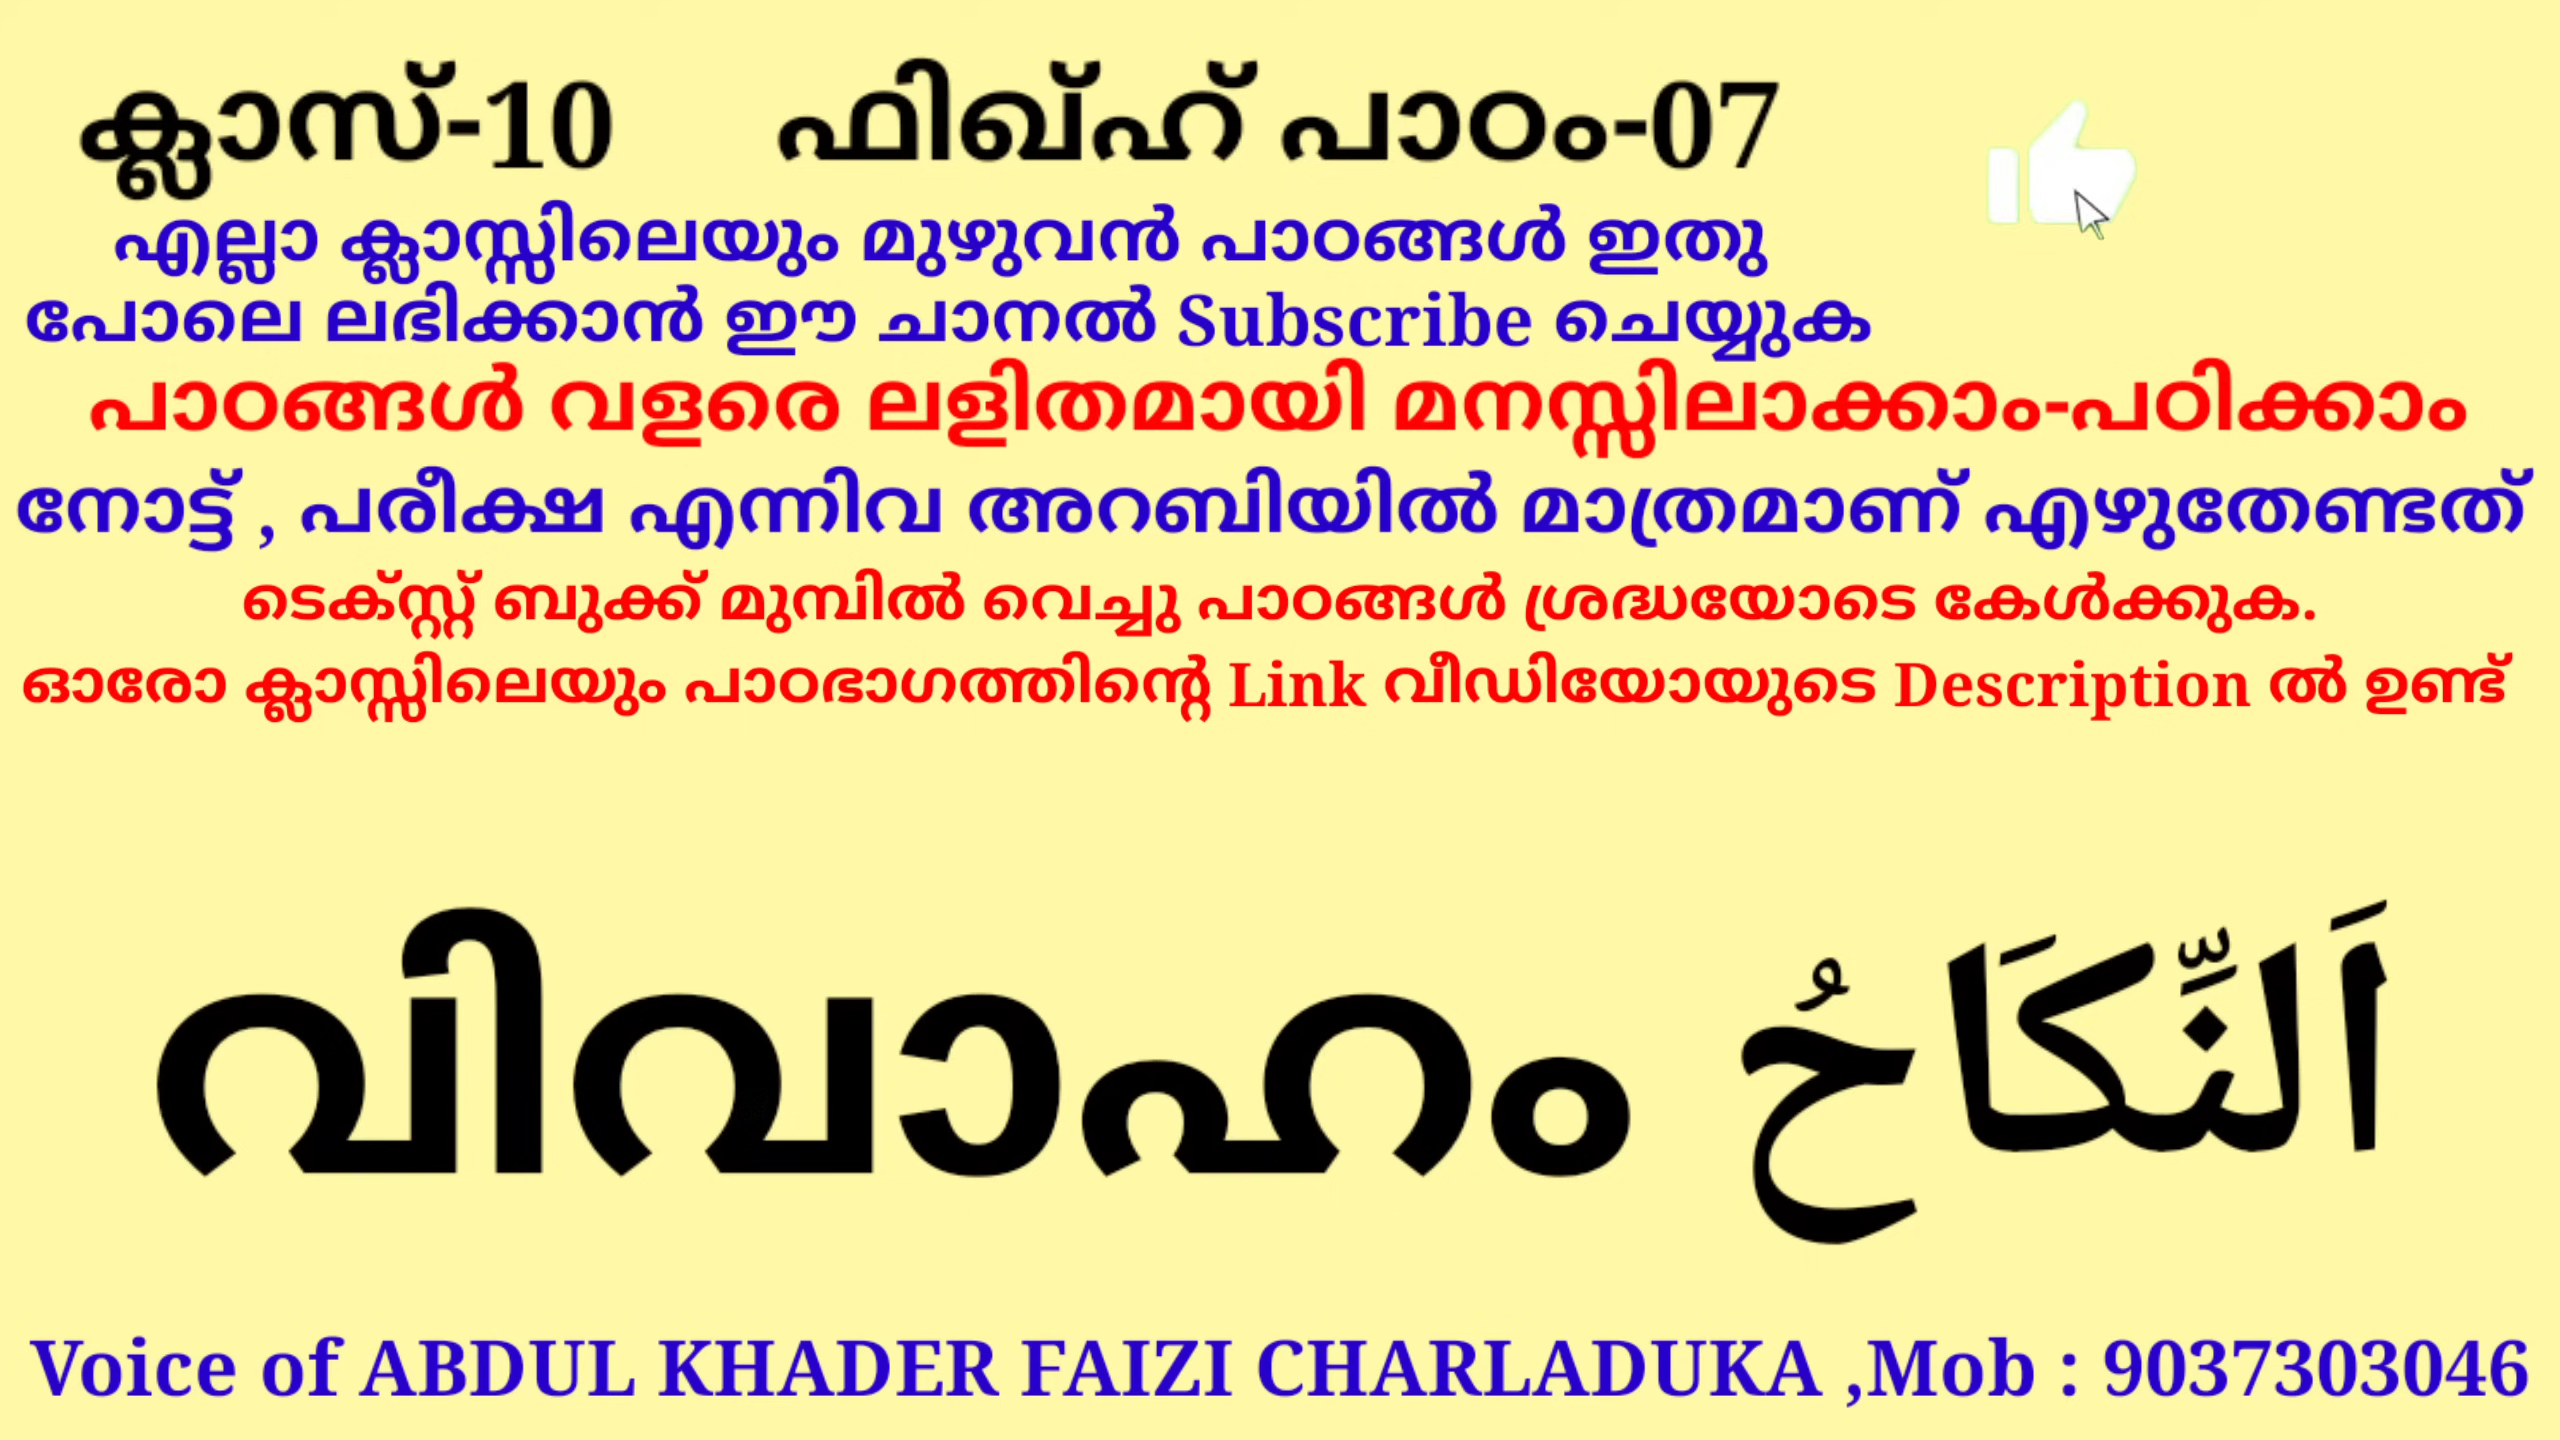 ക്ലാസ്-10 ഫിഖ്ഹ് പാഠം-07
എല്ലാ ക്ലാസ്സിലെയും മുഴുവൻ പാഠങ്ങൾ ഇതു
പോലെ ലഭിക്കാൻ ഈ ചാനൽ Subscribe ചെയ്യുക
പാഠങ്ങൾ വളരെ ലളിതമായി മനസ്സിലാക്കാം-പഠിക്കാം
നോട്ട് , പരീക്ഷ എന്നിവ അറബിയിൽ മാത്രമാണ് എഴുതേണ്ടത്
ടെക്സ്റ്റ് ബുക്ക് മുമ്പിൽ വെച്ചു പാഠങ്ങൾ ശ്രദ്ധയോടെ കേൾക്കുക.
ഓരോ ക്ലാസ്സിലെയും പാഠഭാഗത്തിന്റെ Link വീഡിയോയുടെ Description ൽ ഉണ്ട്
വിവാഹം اَلنِّكَاحُ
Voice of ABDUL KHADER FAIZI CHARLADUKA ,Mob : 9037303046